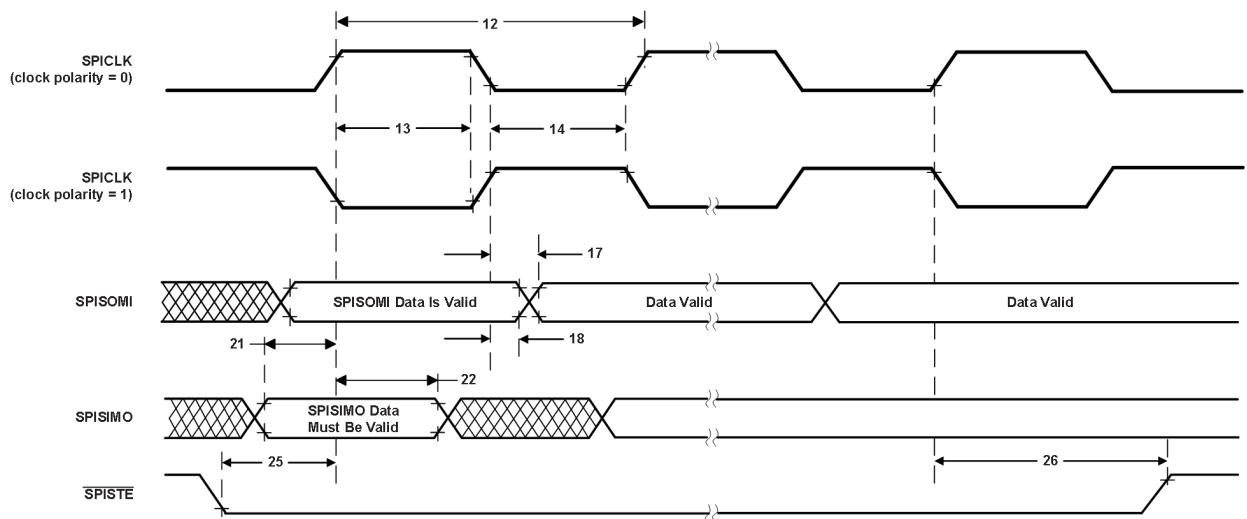 12
SPICLK
(clock polarity = 0)
13
14
SPICLK
(clock polarity = 1)
17
SPISOMI
SPISOMI Data Is Valid
Data Valid
Data Valid
21
18
22
SPISIMO
SPISIMO Data
Must Be Valid
25
26
SPISTE